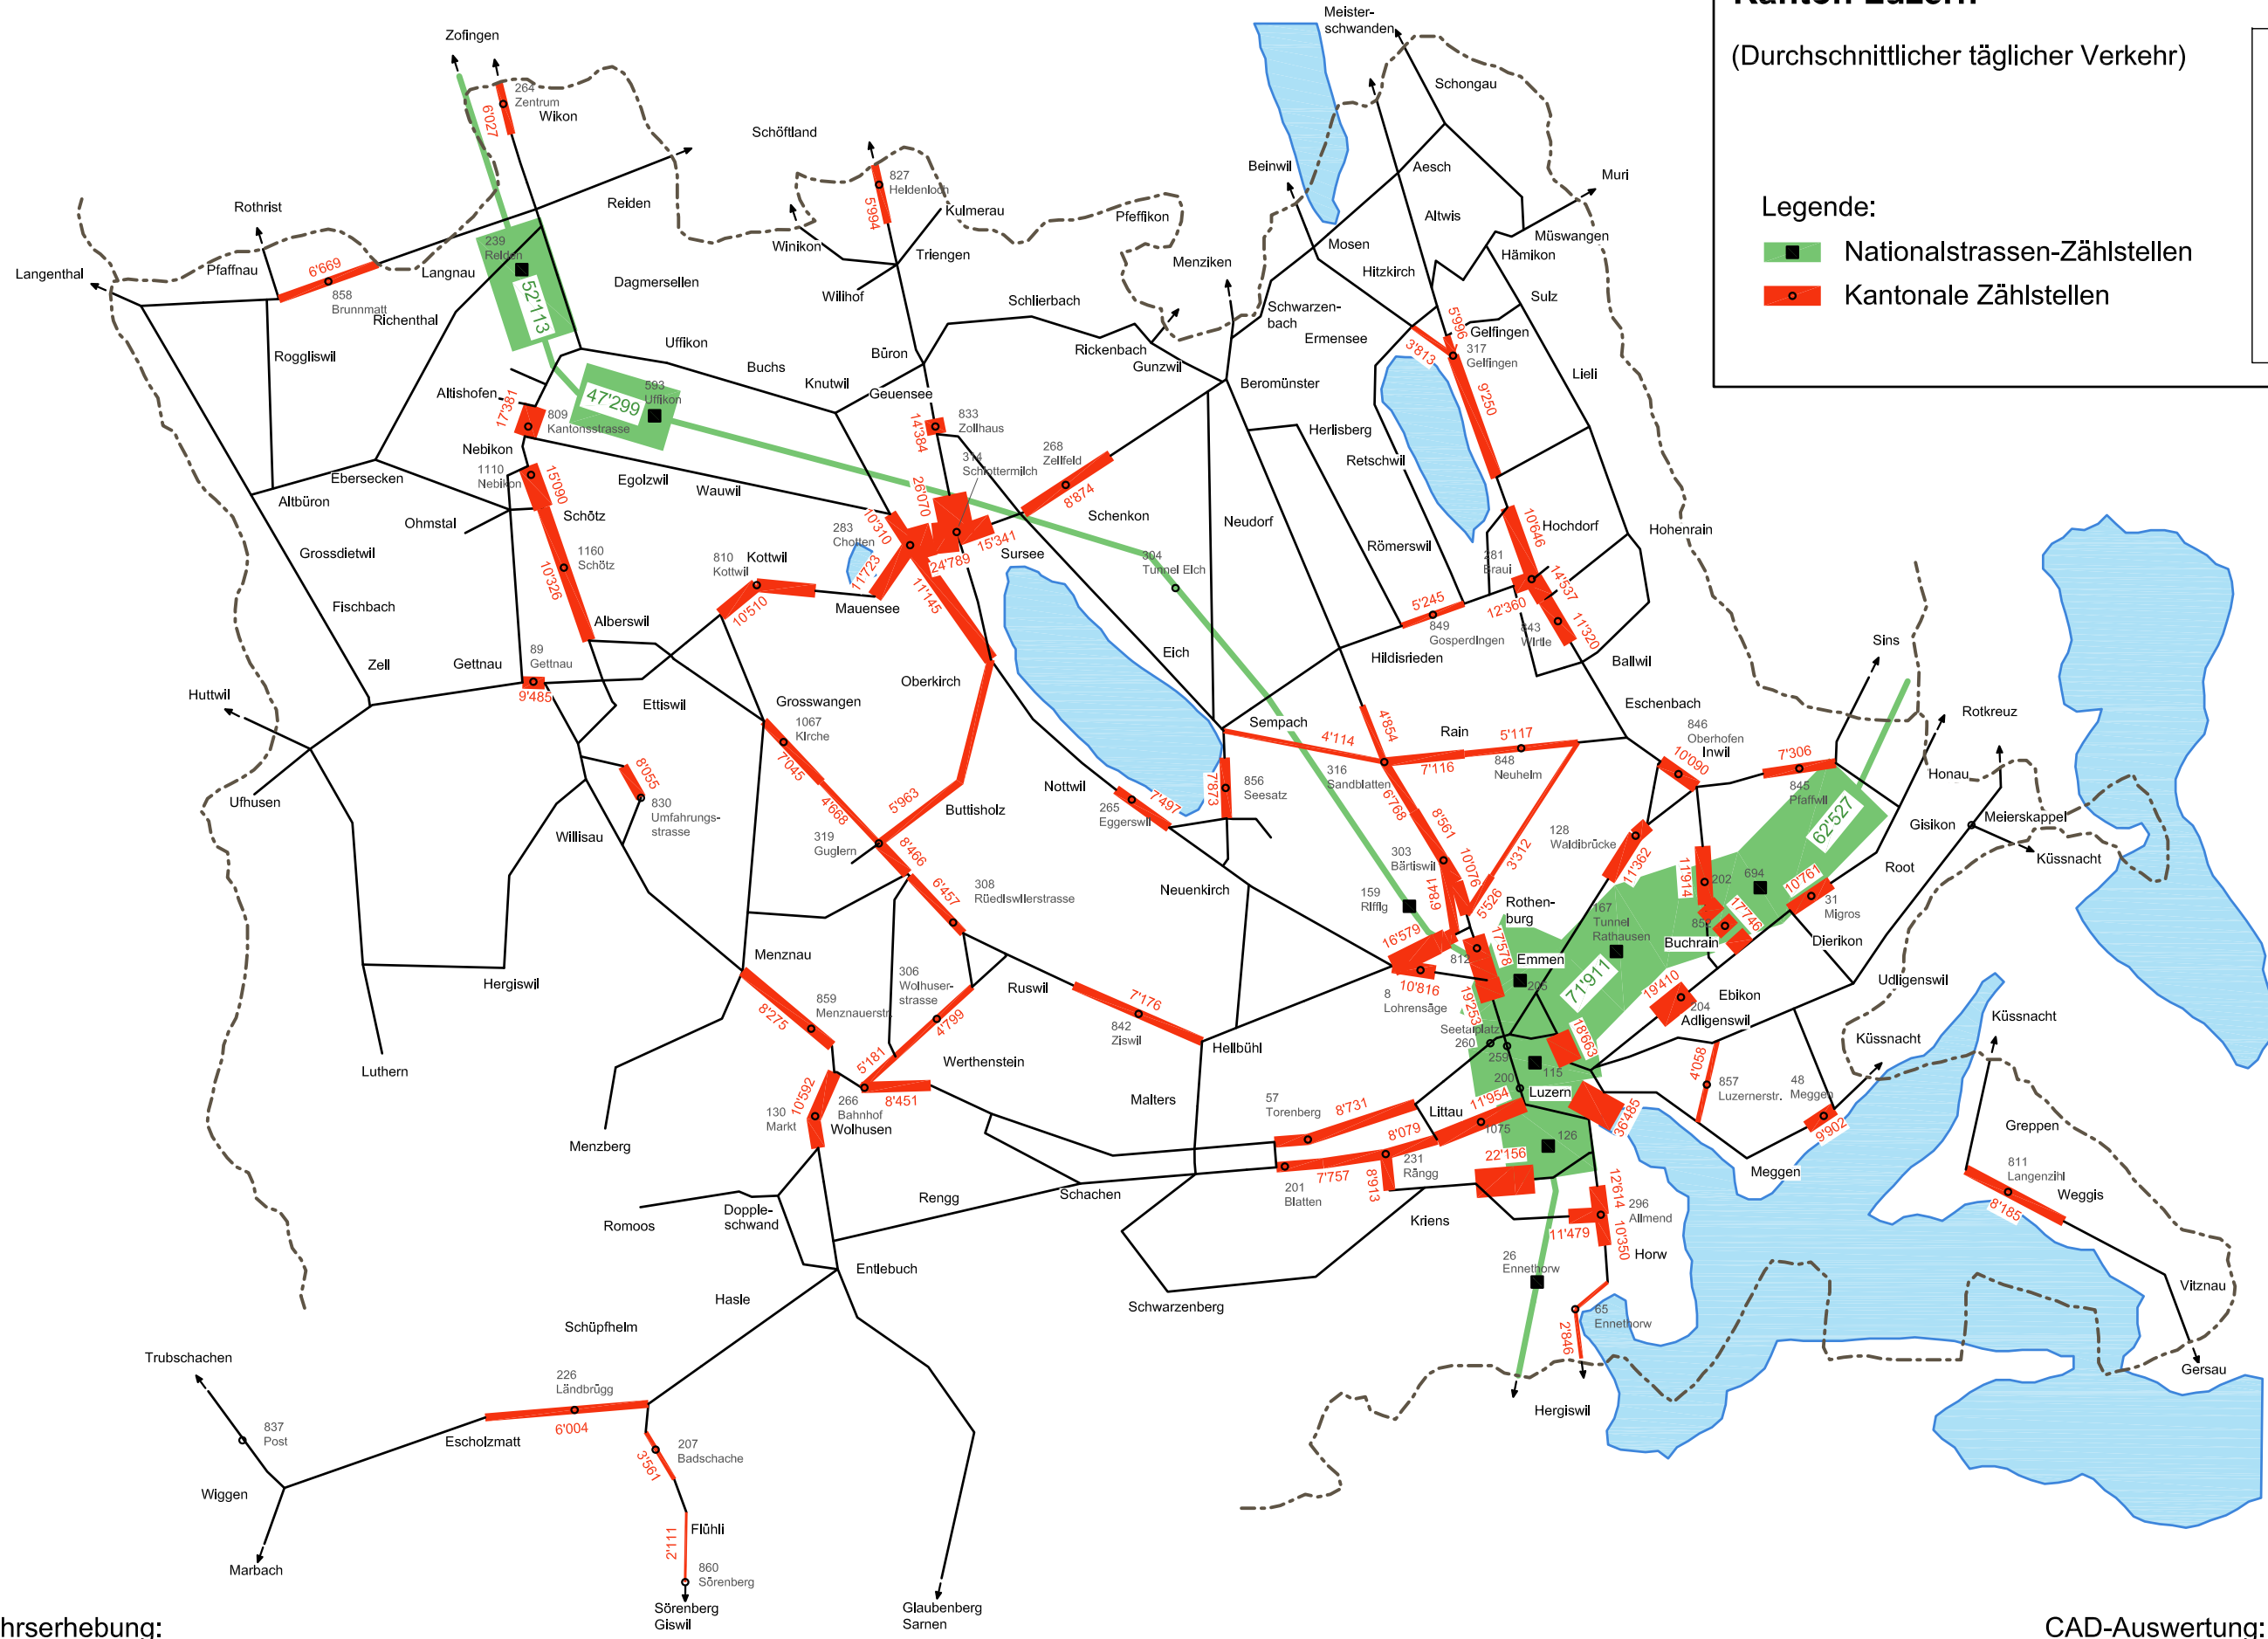 (Durchschnittlicher täglicher Verkehr)
Legende:
Nationalstrassen-Zählstellen
Kantonale Zählstellen
Meister-
schwanden
Zofingen
264
Zentrum
Wikon
6'027
Schöftland
827
Heldenloch
5'994
Kulmerau
Pfeffikon
Schongau
Aesch
Beinwil
Muri
Altwis
Müswangen
Hämikon
Mosen
Hitzkirch
Sulz
Rothrist
Reiden
Winikon
Triengen
Menziken
Langenthal
Pfaffnau
6'669
858
Brunnmatt
Langnau
239
Reiden
52'113
Dagmersellen
Wilihof
Schlierbach
Schwarzen-
bach
Ermensee
5'996
Gelfingen
317
Gelfingen
3'813
9'250
Lieli
Richenthal
Roggliswil
Uffikon
Buchs
Büron
Knutwil
Geuensee
Rickenbach
Gunzwil
Beromünster
Altishofen
17'381
809
Kantonsstrasse
47'299
593
Uffikon
14'384
833
Zollhaus
268
Zellfeld
8'874
314
Schlottermilch
Herlisberg
Retschwil
Nebikon
1110
Nebikon
15'090
Ebersecken
Altbüron
Egolzwil
Wauwil
26'070
10'310
283
Chotten
Schenkon
Neudorf
10'646
Hochdorf
Hohenrain
Ohmstal
Schötz
Grossdietwil
1160
Schötz
10'326
810
Kottwil
Kottwil
10'510
11'723
24'789
15'341
Sursee
11'145
304
Tunnel Eich
Römerswil
281
Braui
14'537
12'360
5'245
849
Gosperdingen
843
Wirtle
11'320
Fischbach
Alberswil
Mauensee
Eich
Hildisrieden
Ballwil
Sins
Zell
Gettnau
89
Gettnau
9'485
Oberkirch
Huttwil
Ettiswil
Grosswangen
1067
Kirche
7'045
Sempach
4'114
4'854
Rain
5'117
7'116
848
Neuheim
316
Sandblatten
Eschenbach
846
Oberhofen
Inwil
10'090
7'306
845
Pfaffwil
Rotkreuz
Honau
Ufhusen
8'055
830
Umfahrungs-
strasse
4'668
5'963
Buttisholz
Nottwil
265
Eggerswil
7'497
7'873
856
Seesatz
6'768
8'561
3'312
128
Waldibrücke
11'362
62'527
Gisikon
Meierskappel
Küssnacht
Willisau
319
Guglern
8'466
6'457
308
Rüediswilerstrasse
Neuenkirch
303
Bärtiswil
10'076
6'841
5'526
159
Rifflig
Rothen-
burg
11'914
202
694
10'761
31
Migros
Root
167
Tunnel
Rathausen
17'746
Buchrain
Dierikon
Menznau
16'579
17'578
812
Emmen
205
71'911
Hergiswil
306
Wolhuser-
strasse
4'799
Ruswil
7'176
842
Ziswil
8
Lohrensäge
10'816
19'253
19'410
204
Ebikon
Adligenswil
Udligenswil
859
Menznauerstr.
8'275
Seetalplatz
260
259
18'663
Küssnacht
Küssnacht
Luthern
Werthenstein
5'181
Hellbühl
115
4'058
857
Luzernerstr.
48
Meggen
9'902
10'592
130
Markt
266
Bahnhof
Wolhusen
8'451
Malters
57
Torenberg
8'731
Littau
11'954
200
Luzern
36'485
Greppen
Menzberg
1075
8'079
126
22'156
231
Rängg
7'757
201
Blatten
8'913
Meggen
811
Langenzihl
Weggis
8'185
Romoos
Dopple-
schwand
Rengg
Schachen
Kriens
12'614
296
Allmend
11'479
10'350
Horw
Entlebuch
26
Ennethorw
Vitznau
Hasle
Schwarzenberg
Schüpfheim
65
Ennethorw
2'846
Trubschachen
Gersau
226
Ländbrügg
6'004
Hergiswil
837
Post
Escholzmatt
207
Badschache
3'561
Wiggen
Flühli
2'111
Marbach
860
Sörenberg
Sörenberg
Giswil
Glaubenberg
Sarnen
hrserhebung:
CAD-Auswertung: